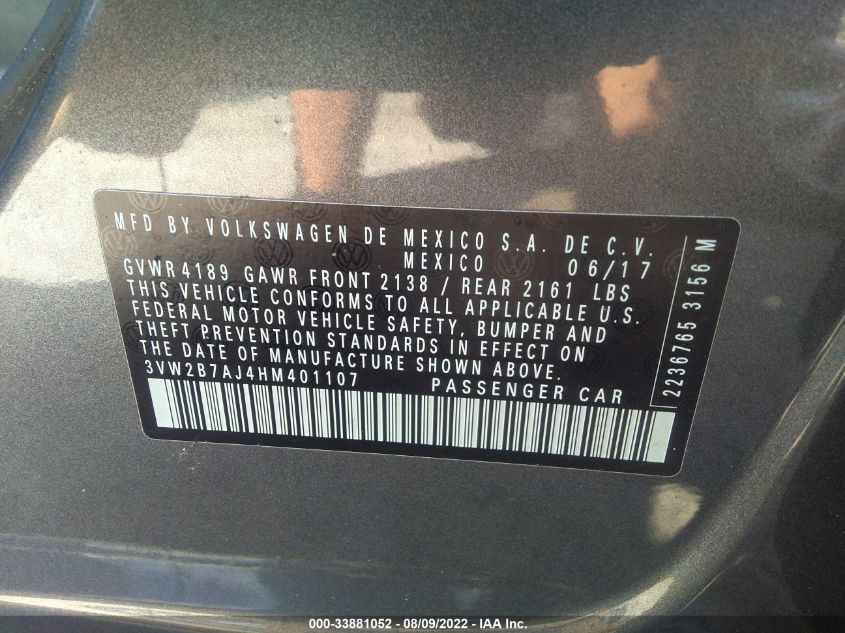 MFD BY VOLKSWAGEN DE MEXICO S.A. DE C.V.
MEXICO 06/17
GVWR 4189 GAWR FRONT 2138 / REAR 2161 LBS
THIS VEHICLE CONFORMS TO ALL APPLICABLE U.S.
FEDERAL MOTOR VEHICLE SAFETY, BUMPER AND
THEFT PREVENTION STANDARDS IN EFFECT ON
THE DATE OF MANUFACTURE SHOWN ABOVE.
3VW2B7AJ4HM401107 PASSENGER CAR
2236765 3156 M
000-33881052 - 08/09/2022 - IAA Inc.